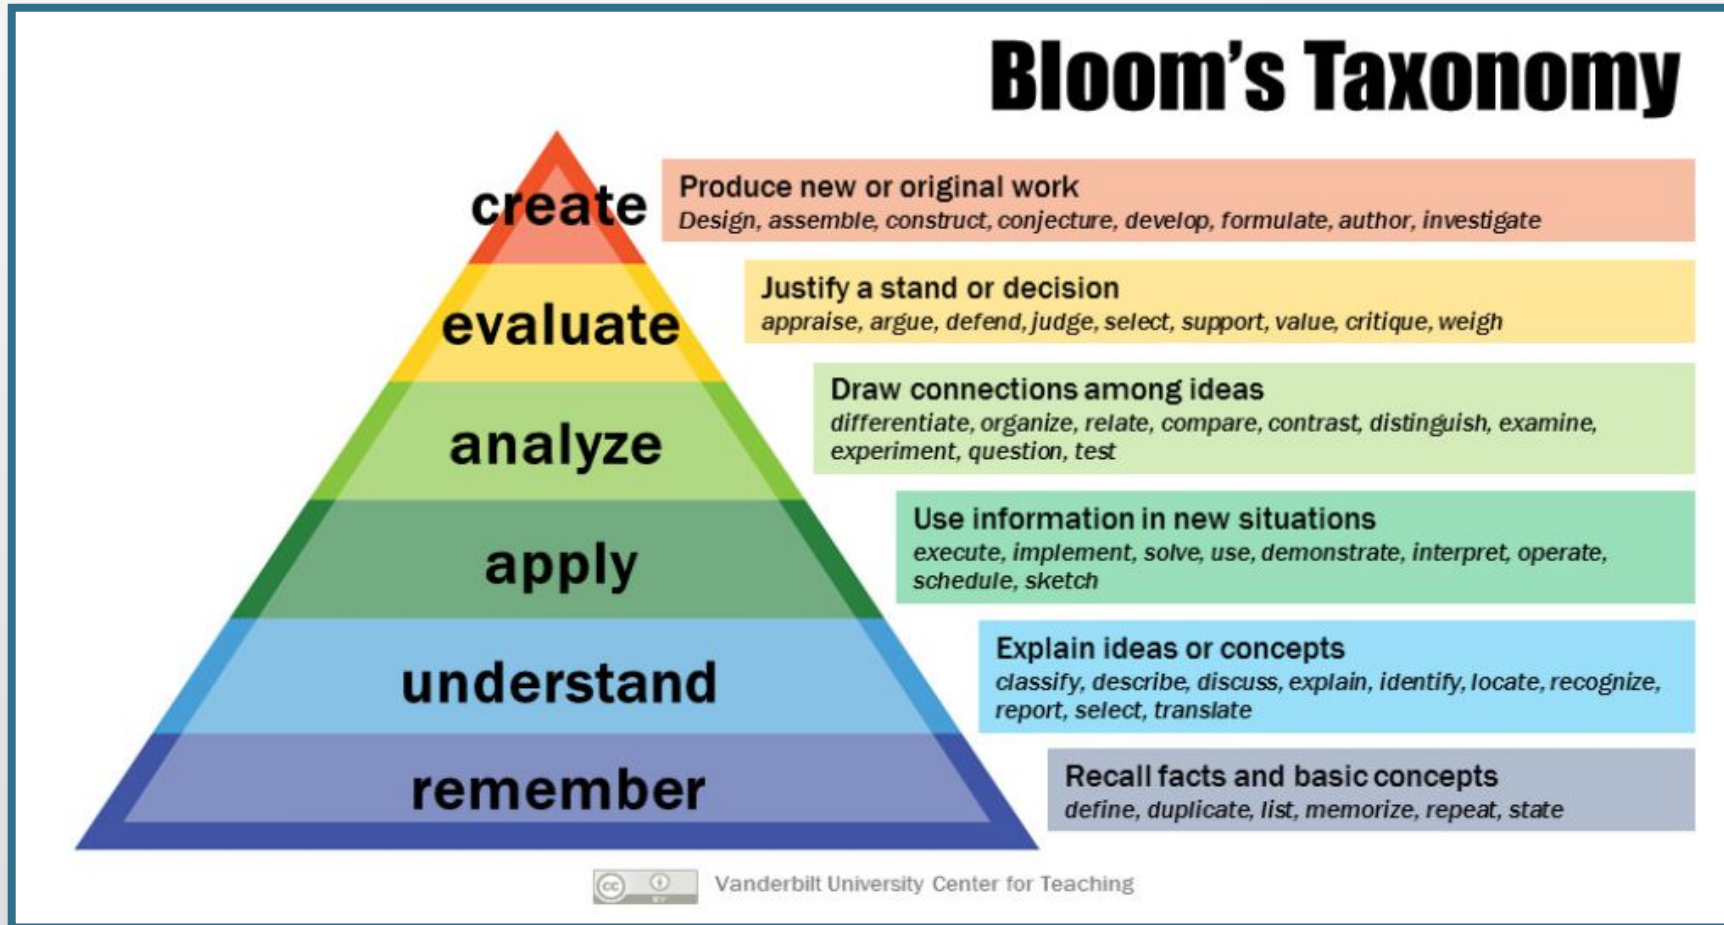 Bloom's Taxonomy
create
Produce new or original work
Design, assemble, construct, conjecture, develop, formulate, author, investigate
evaluate
Justify a stand or decision
appraise, argue, defend, judge, select, support, value, critique, weigh
analyze
Draw connections among ideas
differentiate, organize, relate, compare, contrast, distinguish, examine,
experiment, question, test
apply
Use information in new situations
execute, implement, solve, use, demonstrate, interpret, operate,
schedule, sketch
understand
Explain ideas or concepts
classify, describe, discuss, explain, identify, locate, recognize,
report, select, translate
remember
Recall facts and basic concepts
define, duplicate, list, memorize, repeat, state
cc
BY
Vanderbilt University Center for Teaching